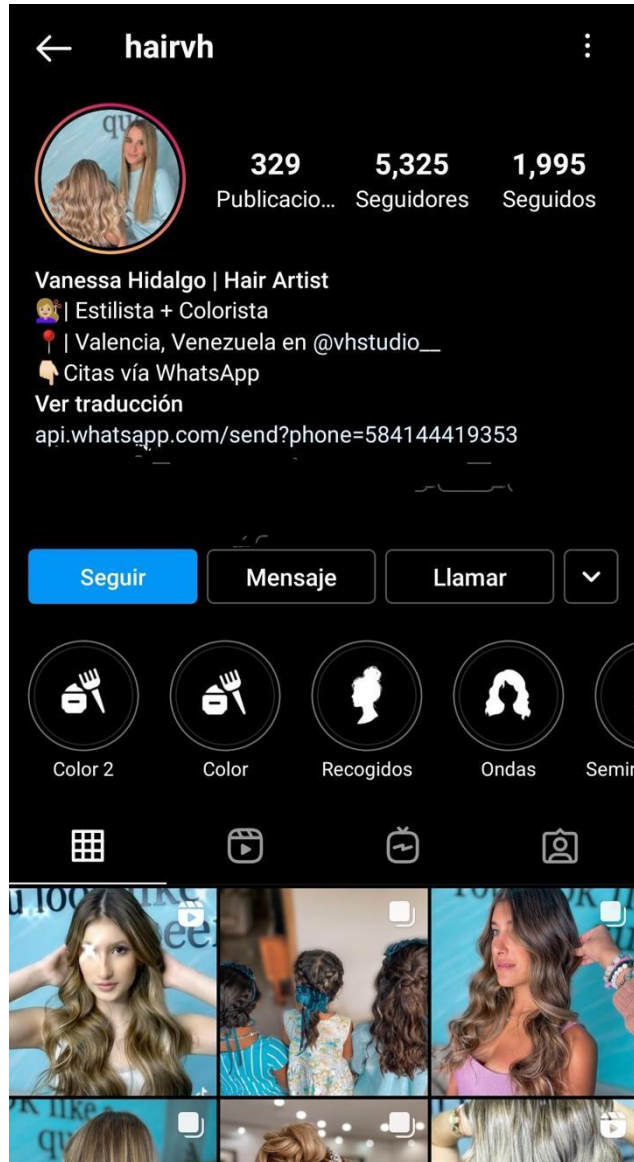 hairvh
qu
329
5,325
1,995
Publicacio...
Seguidores
Seguidos
Vanessa Hidalgo | Hair Artist
| Estilista + Colorista
| Valencia, Venezuela en @vhstudio__
Citas vía WhatsApp
Ver traducción
api.whatsapp.com/send?phone=584144419353
Seguir
Mensaje
Llamar
Color 2
Color
Recogidos
Ondas
Semir